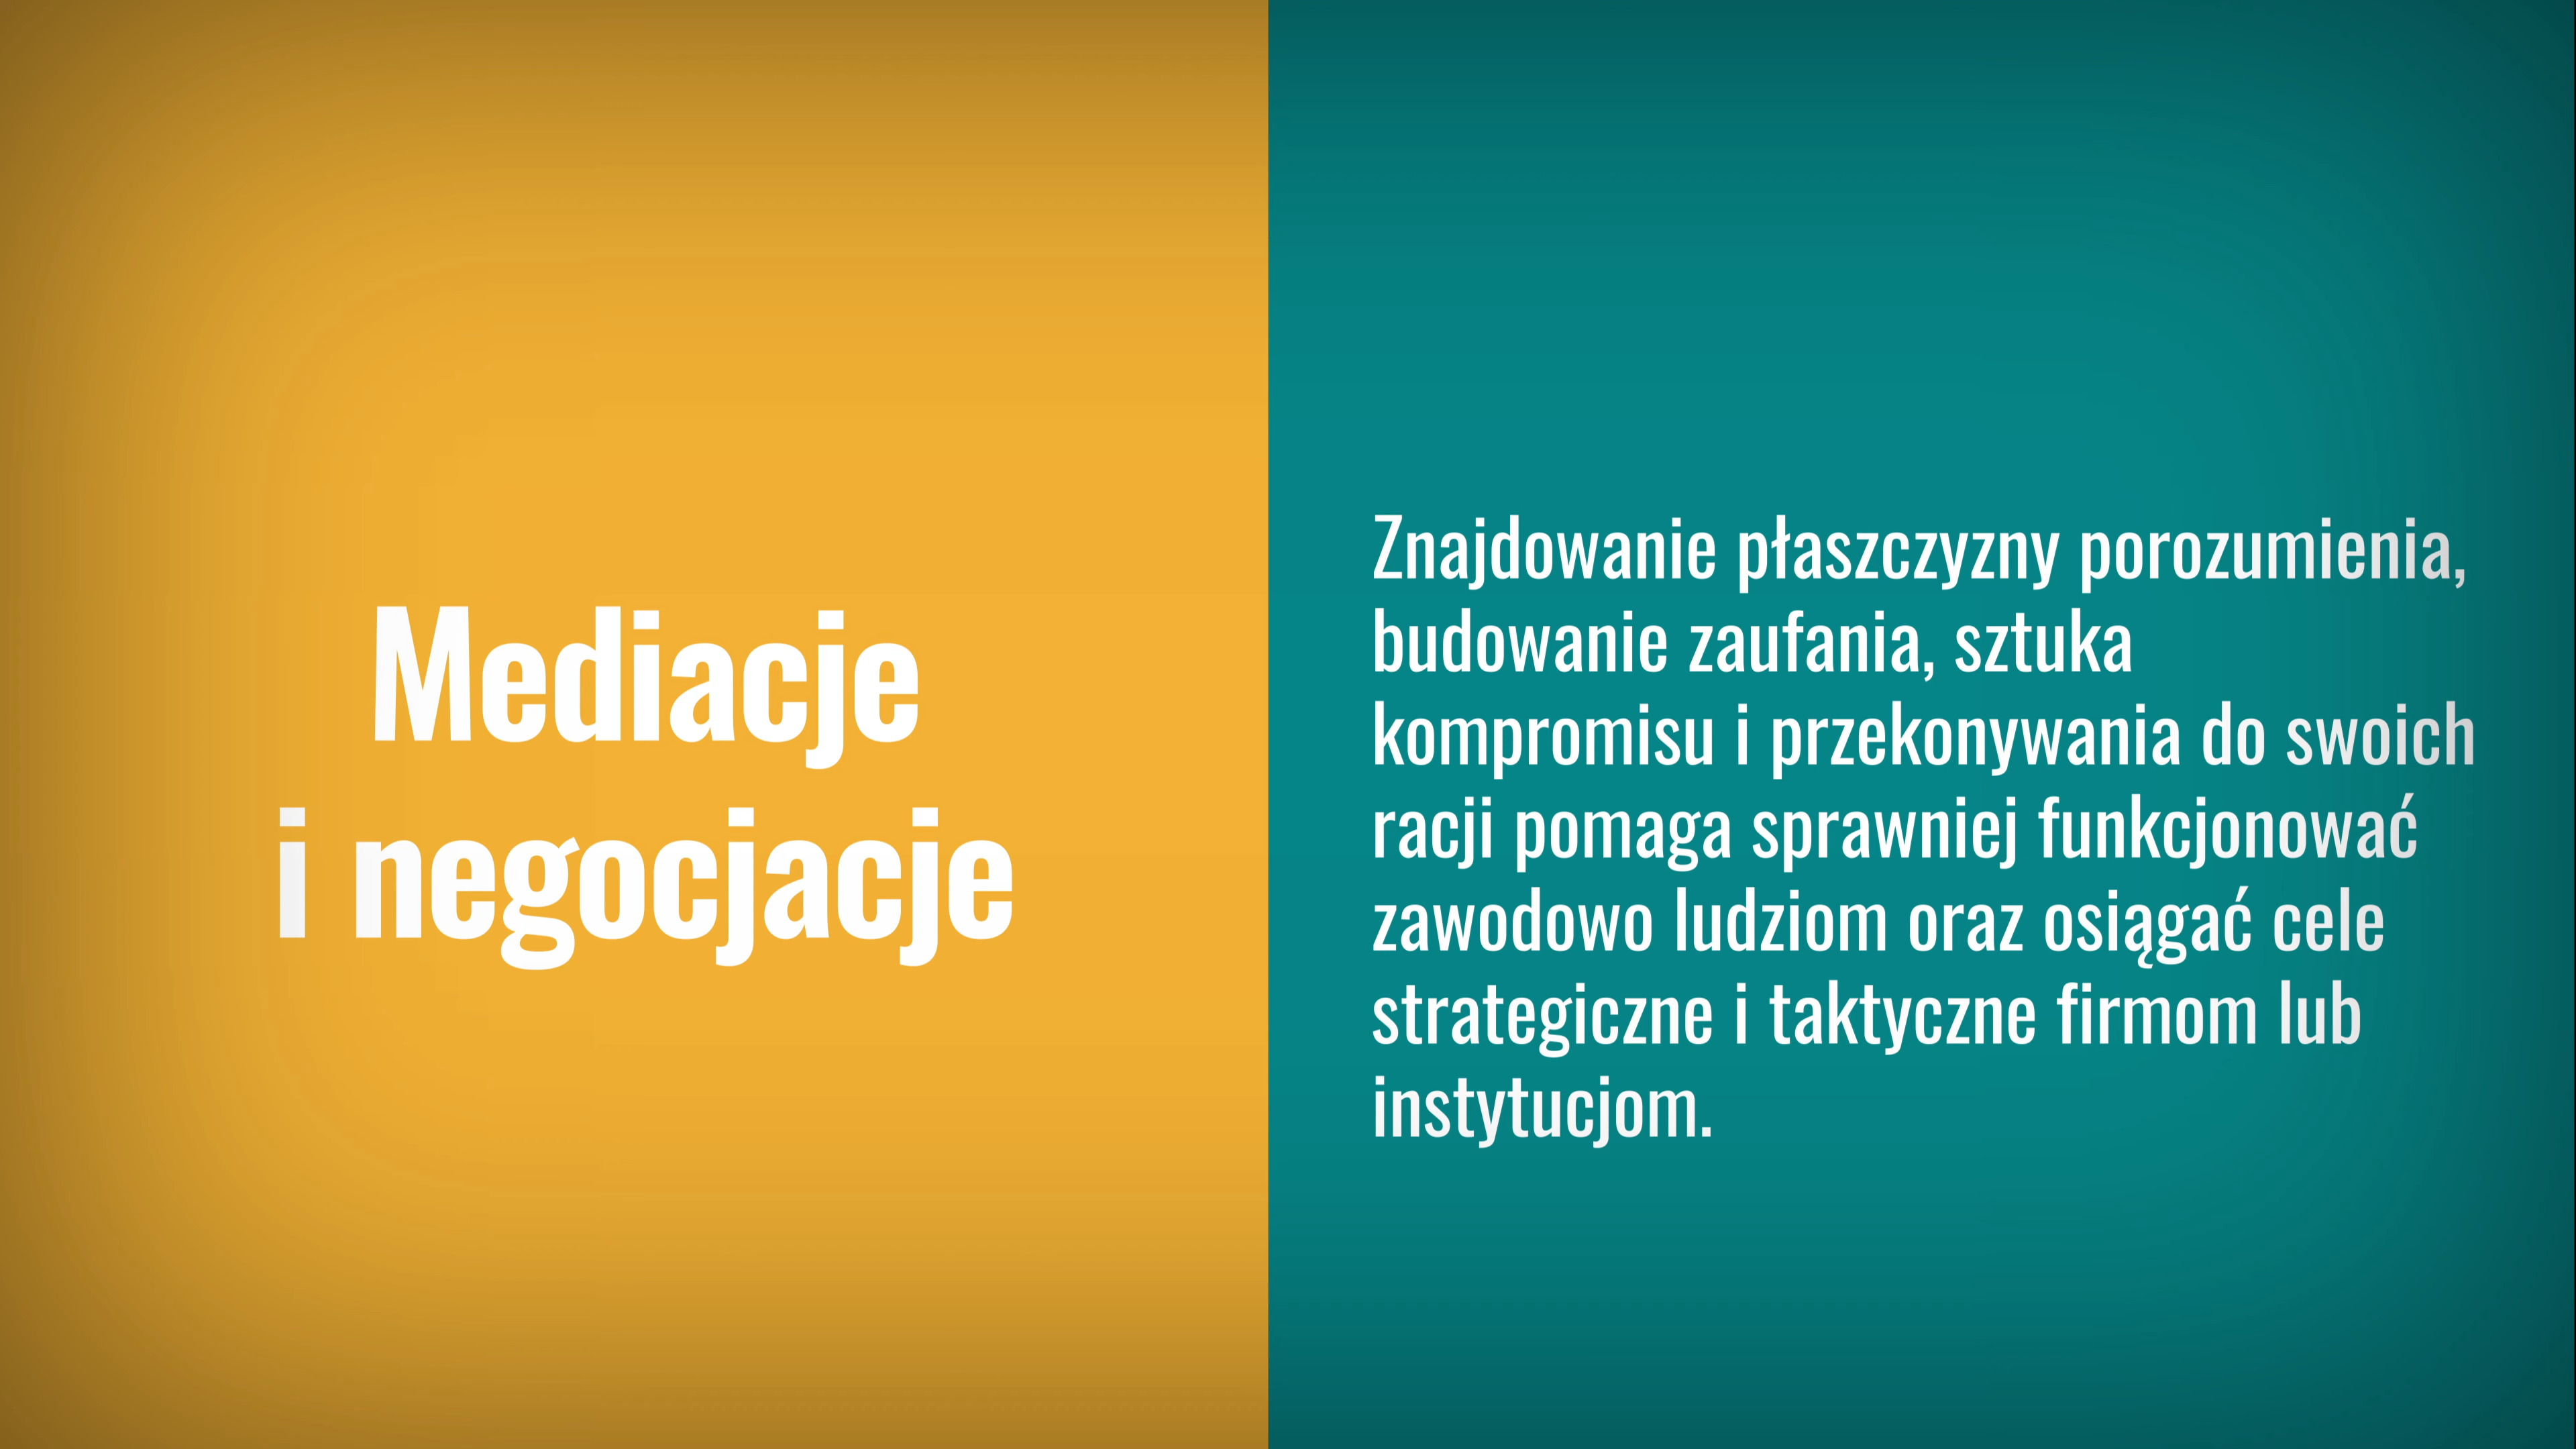 Mediacje
i negocjacje
Znajdowanie płaszczyzny porozumienia,
budowanie zaufania, sztuka
kompromisu i przekonywania do swoich
racji pomaga sprawniej funkcjonować
zawodowo ludziom oraz osiągać cele
strategiczne i taktyczne firmom lub
instytucjom.